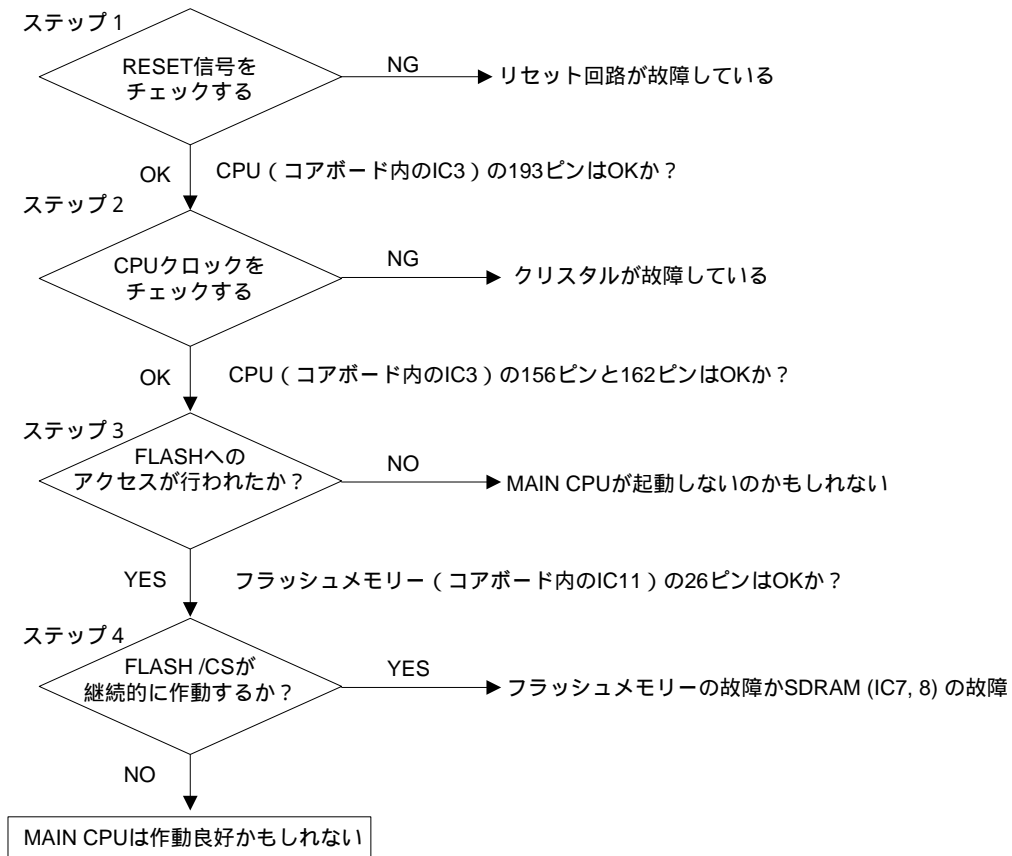 ステップ1
RESET信号を
チェックする
NG
リセット回路が故障している
OK
CPU(コアボード内のIC3)の193ピンはOKか?
ステップ2
CPUクロックを
チェックする
NG
クリスタルが故障している
OK
CPU(コアボード内のIC3)の156ピンと162ピンはOKか?
ステップ3
FLASHへの
アクセスが行われたか?
NO
MAIN CPUが起動しないのかもしれない
YES
フラッシュメモリー(コアボード内のIC11)の26ピンはOKか?
ステップ4
FLASH /CSが
継続的に作動するか?
YES
フラッシュメモリーの故障かSDRAM (IC7, 8) の故障
NO
MAIN CPUは作動良好かもしれない